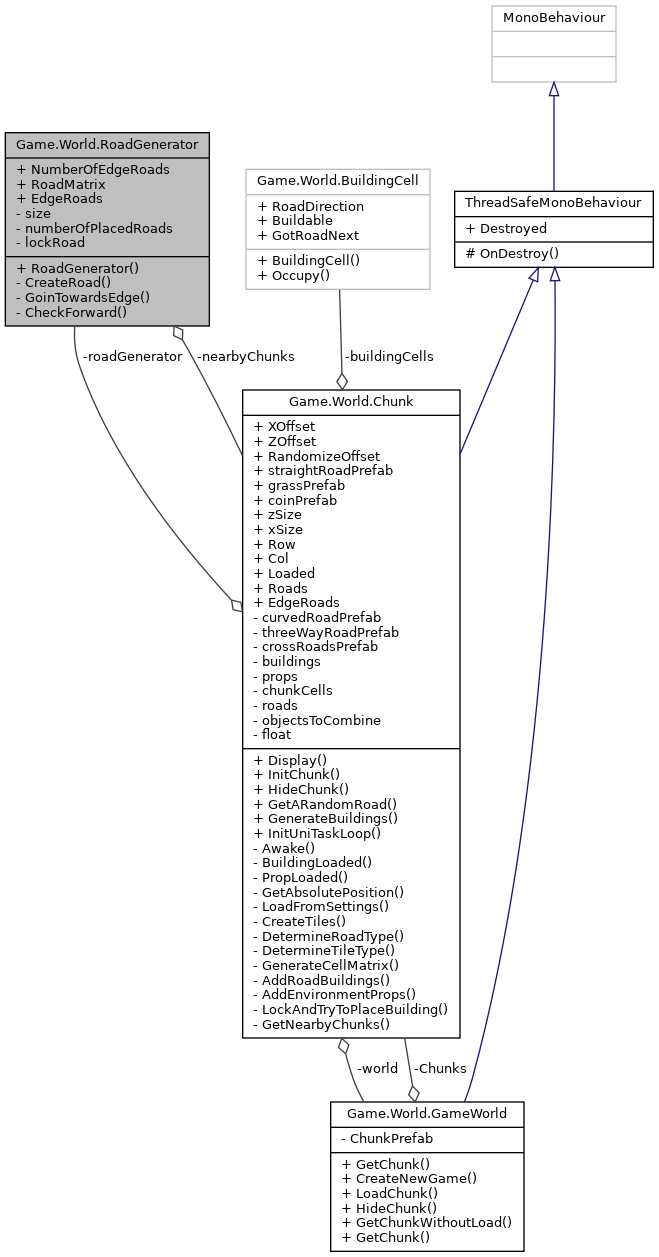 MonoBehaviour
Game.World.RoadGenerator
+ NumberOfEdgeRoads
+ RoadMatrix
+ EdgeRoads
- size
- numberOfPlacedRoads
- lockRoad
+ RoadGenerator()
- CreateRoad()
- GoinTowardsEdge()
- CheckForward()
Game.World.BuildingCell
+ RoadDirection
+ Buildable
+ GotRoadNext
+ BuildingCell()
+ Occupy()
ThreadSafeMonoBehaviour
+ Destroyed
# OnDestroy()
-roadGenerator
-nearbyChunks
-buildingCells
Game.World.Chunk
+ XOffset
+ ZOffset
+ RandomizeOffset
+ straightRoadPrefab
+ grassPrefab
+ coinPrefab
+ zSize
+ xSize
+ Row
+ Col
+ Loaded
+ Roads
+ EdgeRoads
- curvedRoadPrefab
- threeWayRoadPrefab
- crossRoadsPrefab
- buildings
- props
- chunkCells
- roads
- objectsToCombine
- float
+ Display()
+ InitChunk()
+ HideChunk()
+ GetARandomRoad()
+ GenerateBuildings()
+ InitUniTaskLoop()
- Awake()
- BuildingLoaded()
- PropLoaded()
- GetAbsolutePosition()
- LoadFromSettings()
- CreateTiles()
- DetermineRoadType()
- DetermineTileType()
- GenerateCellMatrix()
- AddRoadBuildings()
- AddEnvironmentProps()
- LockAndTryToPlaceBuilding()
- GetNearbyChunks()
-world
-Chunks
Game.World.GameWorld
- ChunkPrefab
+ GetChunk()
+ CreateNewGame()
+ LoadChunk()
+ HideChunk()
+ GetChunkWithoutLoad()
+ GetChunk()